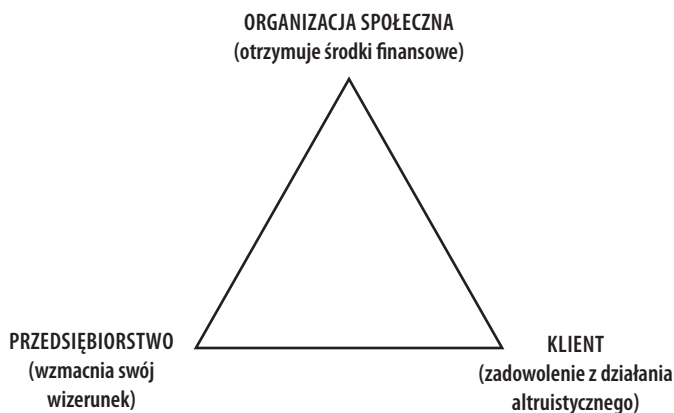 ORGANIZACJA SPOŁECZNA
(otrzymuje środki finansowe)
PRZEDSIĘBIORSTWO
(wzmacnia swój
wizerunek)
KLIENT
(zadowolenie z działania
altruistycznego)